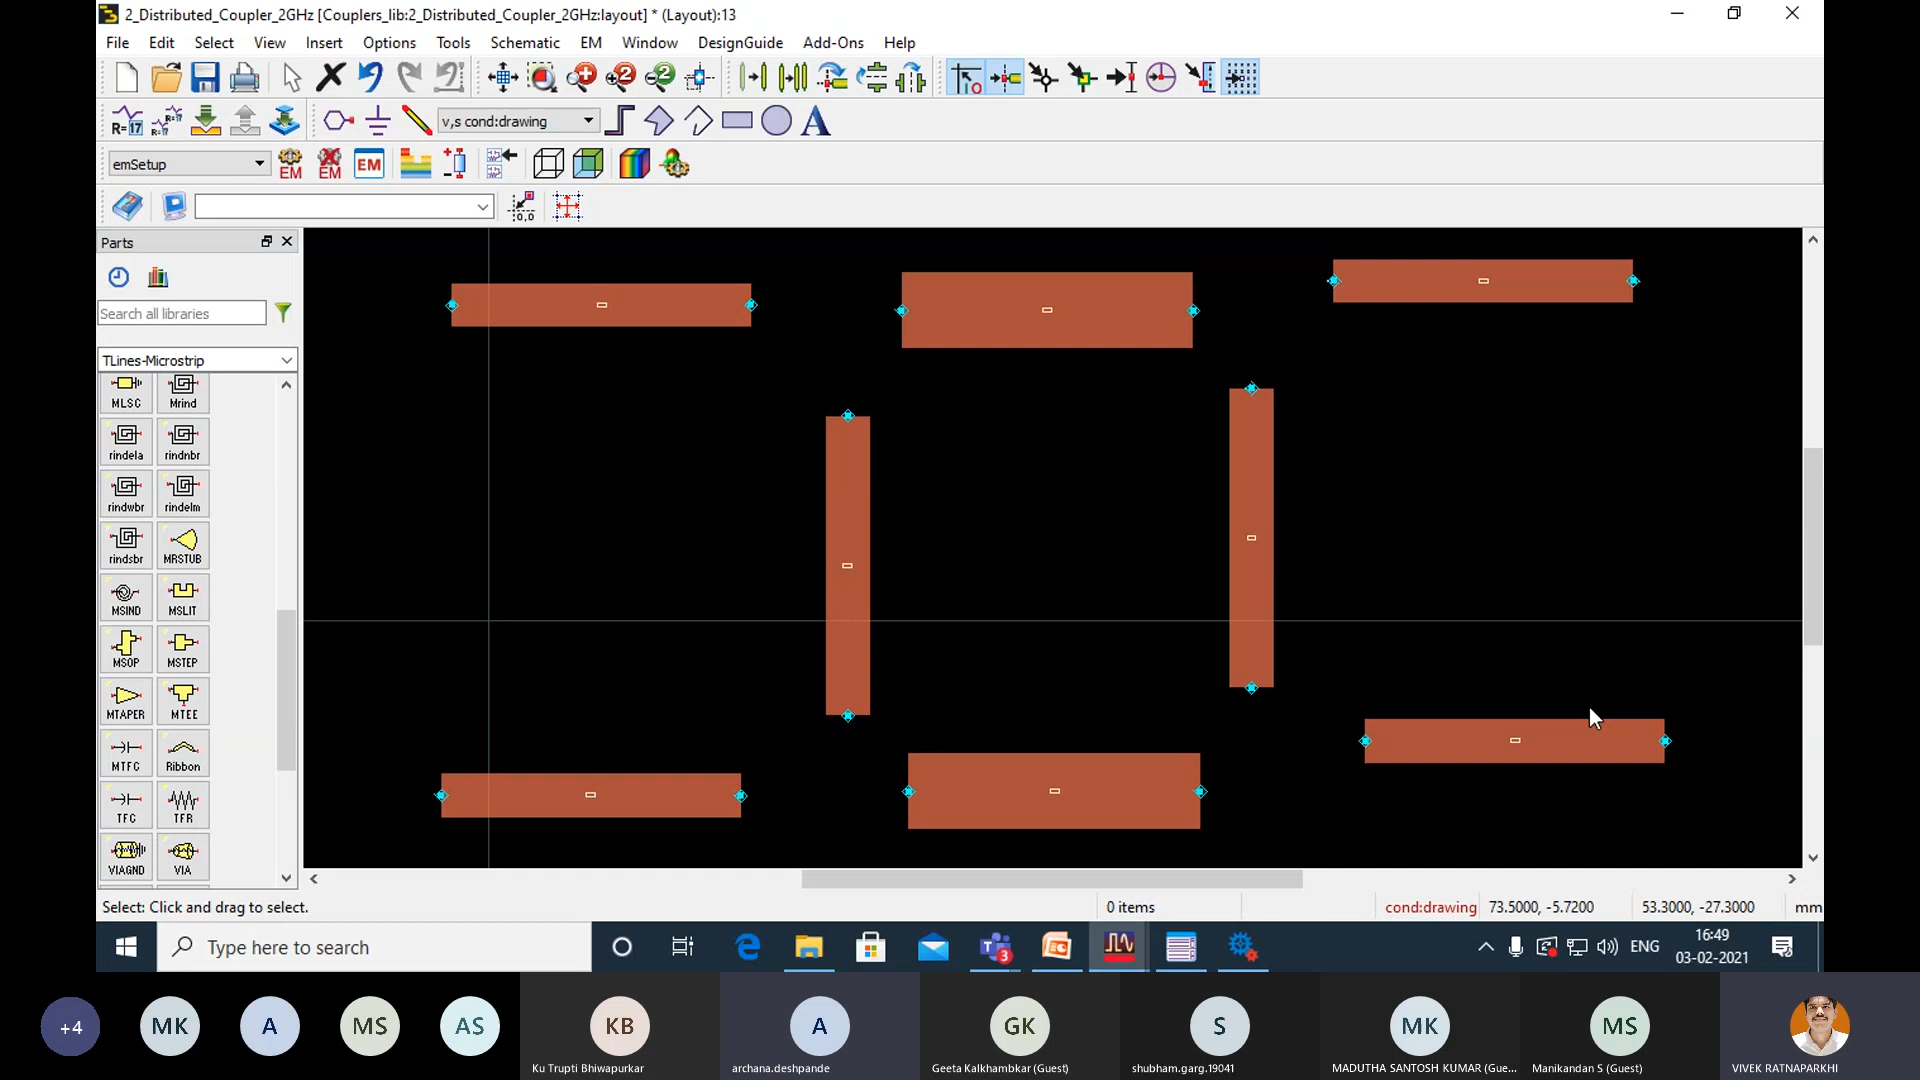 2_Distributed_Coupler_2GHz [Couplers_lib:2_Distributed_Coupler_2GHz:layout] * (Layout):13
File Edit Select View Insert Options Tools Schematic EM Window DesignGuide Add-Ons Help
v,s cond:drawing
emSetup
EM EM EM
0,0
Parts
Search all libraries
TLines-Microstrip
MLSC Mrind
rindela rindnbr
rindwbr rindelm
rindsbr MRSTUB
MSIND MSLIT
MSOP MSTEP
MTAPER MTEE
MTFC Ribbon
TFC TFR
VIAGND VIA
Select: Click and drag to select.
0 items
cond:drawing 73.5000, -5.7200 53.3000, -27.3000 mm
Type here to search
3
ENG
16:49
03-02-2021
+4 MK A MS AS KB A GK S MK MS
Ku Trupti Bhiwapurkar archana.deshpande Geeta Kalkhambkar (Guest) shubham.garg.19041 MADUTHA SANTOSH KUMAR (Gue... Manikandan S (Guest) VIVEK RATNAPARKHI